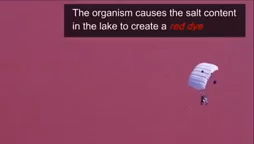 The organism causes the salt content
in the lake to create a red dye